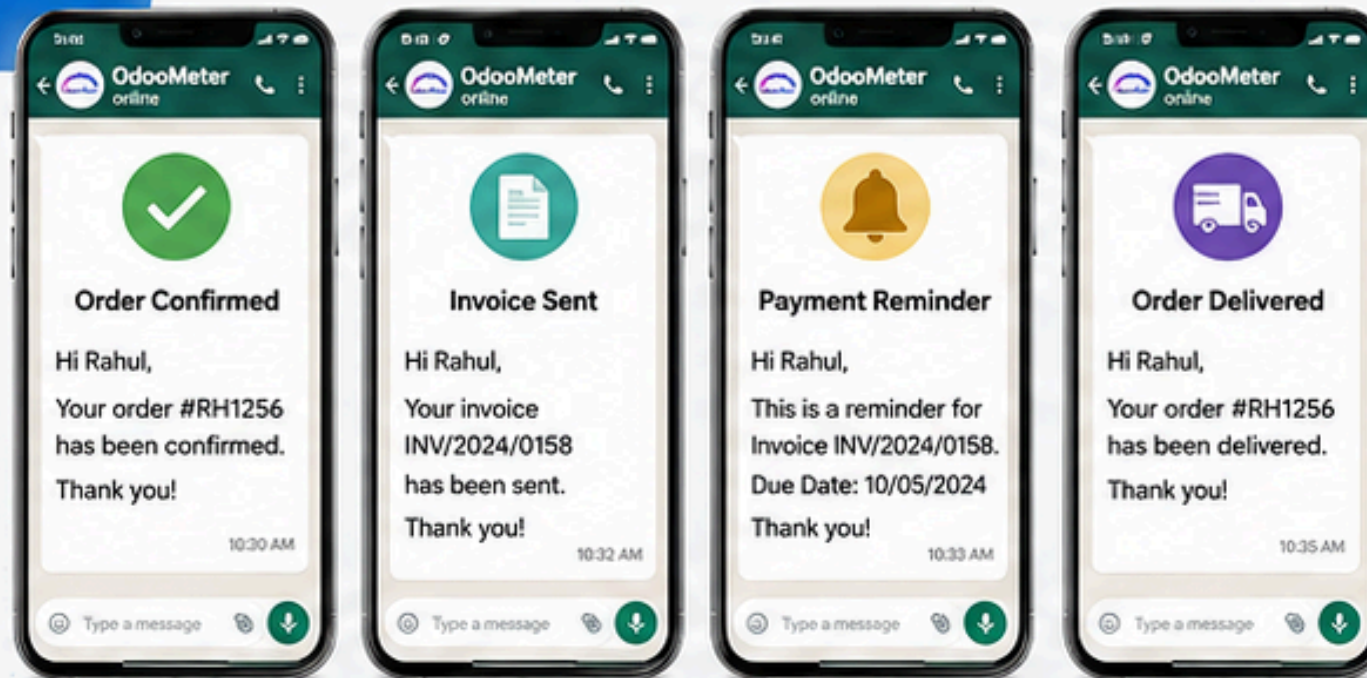 OdooMeter
online
Order Confirmed
Hi Rahul,
Your order #RH1256
has been confirmed.
Thank you!
10:30 AM
Type a message
OdooMeter
online
Invoice Sent
Hi Rahul,
Your invoice
INV/2024/0158
has been sent.
Thank you!
10:32 AM
Type a message
OdooMeter
online
Payment Reminder
Hi Rahul,
This is a reminder for
Invoice INV/2024/0158.
Due Date: 10/05/2024
Thank you!
10:33 AM
Type a message
OdooMeter
online
Order Delivered
Hi Rahul,
Your order #RH1256
has been delivered.
Thank you!
10:35 AM
Type a message